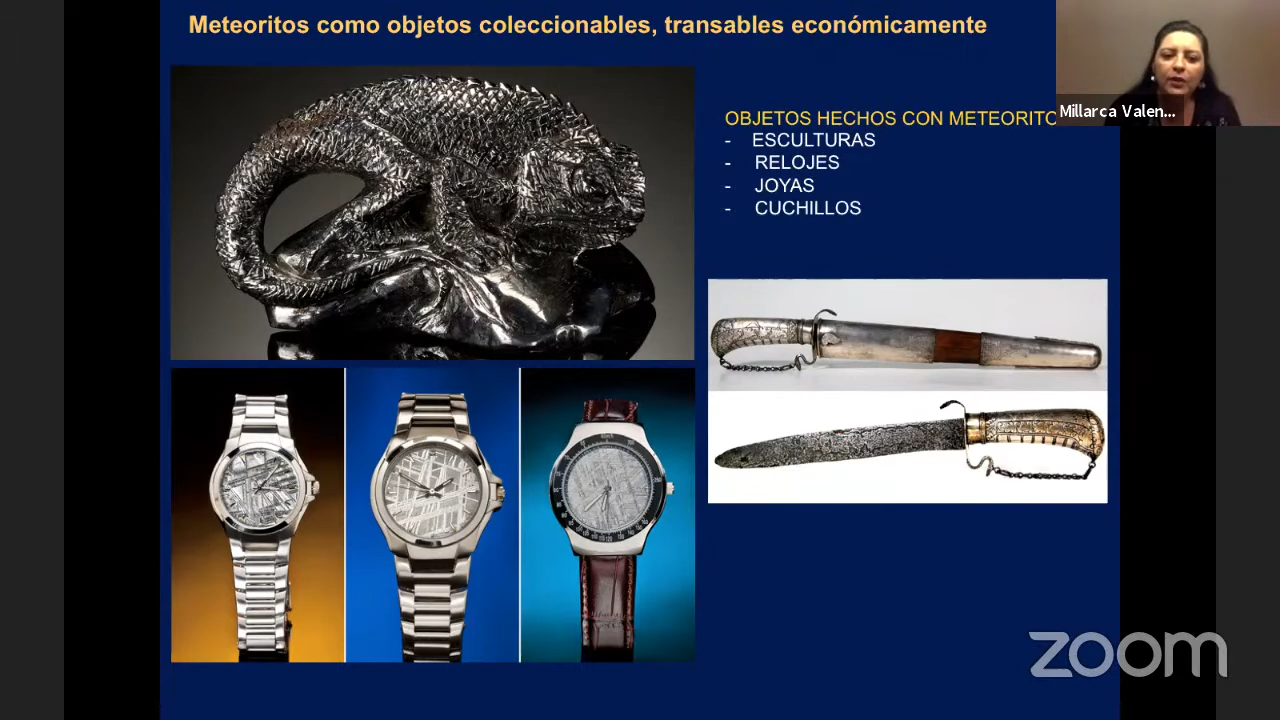 Meteoritos como objetos coleccionables, transables económicamente
OBJETOS HECHOS CON METEORITO
- ESCULTURAS
- RELOJES
- JOYAS
- CUCHILLOS
Millarca Valen...
zoom